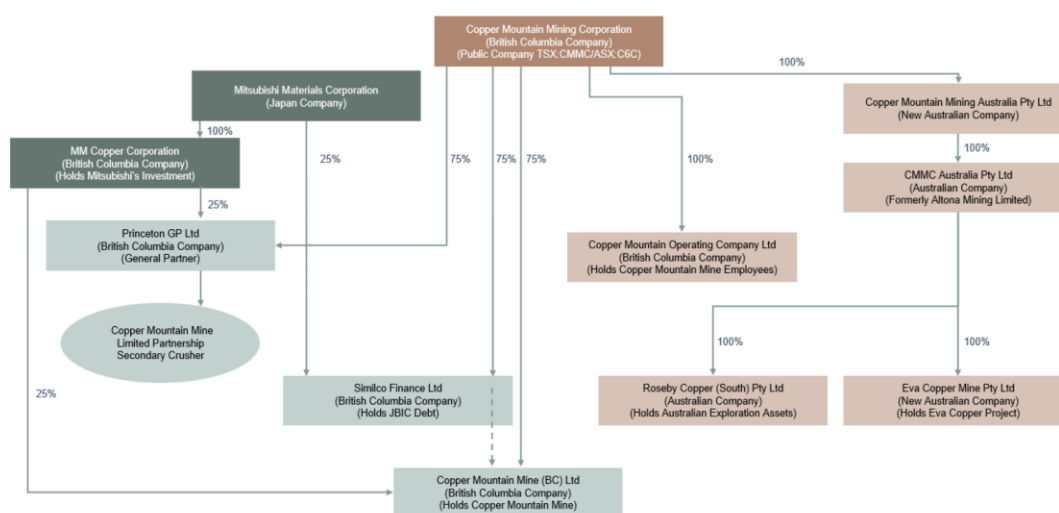 Copper Mountain Mining Corporation
(British Columbia Company)
(Public Company TSX:CMMC/ASX:C6C)
100%
Mitsubishi Materials Corporation
(Japan Company)
Copper Mountain Mining Australia Pty Ltd
(New Australian Company)
100%
MM Copper Corporation
(British Columbia Company)
(Holds Mitsubishi's Investment)
25%
75%
75%
75%
100%
100%
CMMC Australia Pty Ltd
(Australian Company)
(Formerly Altona Mining Limited)
25%
Princeton GP Ltd
(British Columbia Company)
(General Partner)
Copper Mountain Operating Company Ltd
(British Columbia Company)
(Holds Copper Mountain Mine Employees)
Copper Mountain Mine
Limited Partnership
Secondary Crusher
100%
100%
25%
Similco Finance Ltd
(British Columbia Company)
(Holds JBIC Debt)
Roseby Copper (South) Pty Ltd
(Australian Company)
(Holds Australian Exploration Assets)
Eva Copper Mine Pty Ltd
(New Australian Company)
(Holds Eva Copper Project)
Copper Mountain Mine (BC) Ltd
(British Columbia Company)
(Holds Copper Mountain Mine)